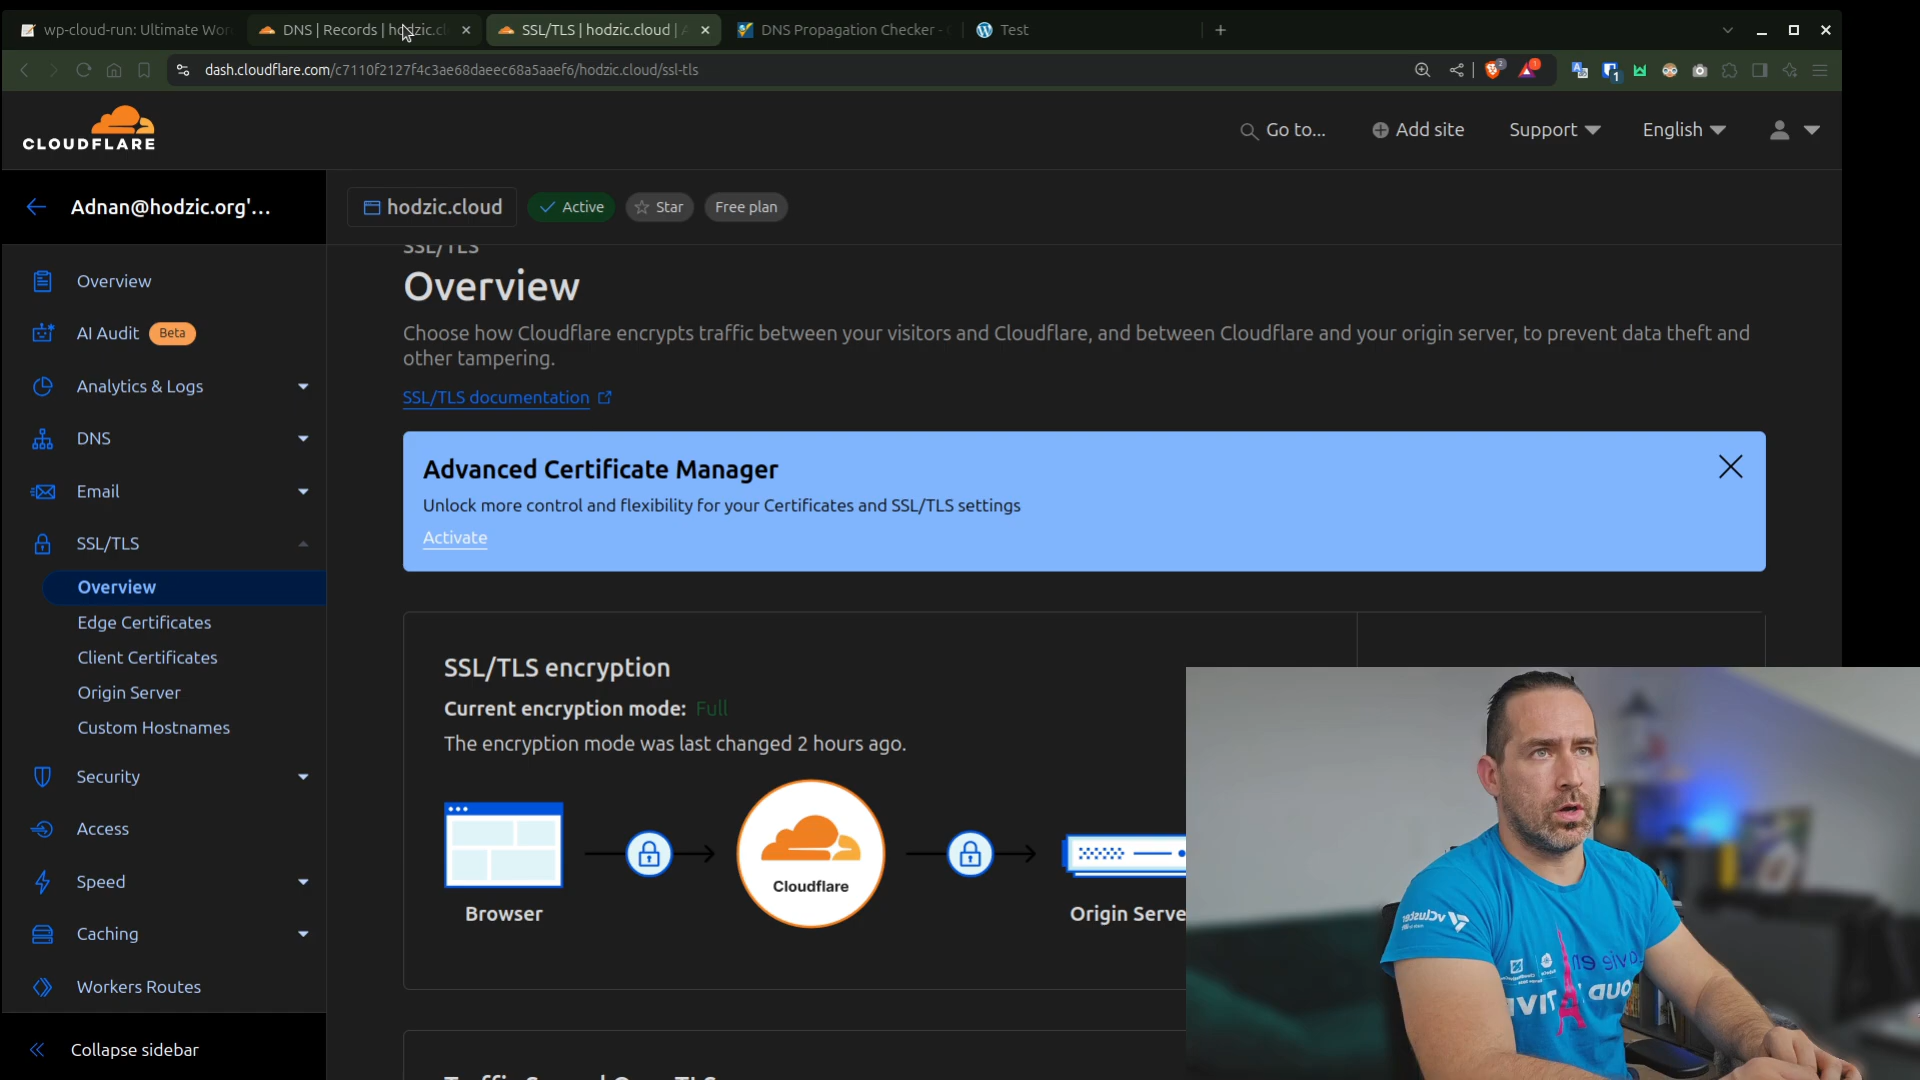 wp-cloud-run: Ultimate Wor
DNS | Records | hodzic.cl
SSL/TLS | hodzic.cloud | A
DNS Propagation Checker -
Test
dash.cloudflare.com/c7110f2127f4c3ae68daeec68a5aaef6/hodzic.cloud/ssl-tls
2
1
1
CLOUDFLARE
Go to...
Add site
Support
English
Adnan@hodzic.org'...
hodzic.cloud
Active
Star
Free plan
Overview
AI Audit Beta
Analytics & Logs
DNS
Email
SSL/TLS
Overview
Edge Certificates
Client Certificates
Origin Server
Custom Hostnames
Security
Access
Speed
Caching
Workers Routes
Collapse sidebar
SSL/TLS
Overview
Choose how Cloudflare encrypts traffic between your visitors and Cloudflare, and between Cloudflare and your origin server, to prevent data theft and
other tampering.
SSL/TLS documentation
Advanced Certificate Manager
Unlock more control and flexibility for your Certificates and SSL/TLS settings
Activate
SSL/TLS encryption
Current encryption mode: Full
The encryption mode was last changed 2 hours ago.
Cloudflare
Browser
Origin Serve
vcluster